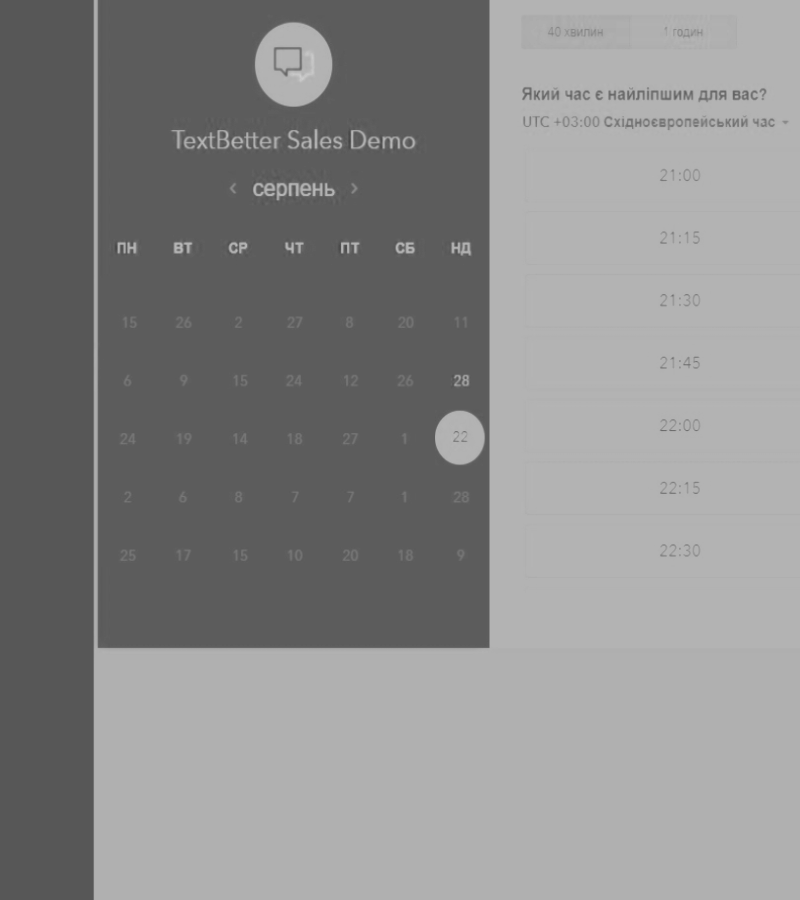 TextBetter Sales Demo
‹ серпень ›
ПН ВТ СР ЧТ ПТ СБ НД
15 26 2 27 8 20 11
6 9 15 24 12 26 28
24 19 14 18 27 1 22
2 6 8 7 7 1 28
25 17 15 10 20 18 9
40 хвилин 1 годин
Який час є найліпшим для вас?
UTC +03:00 Східноєвропейський час
21:00
21:15
21:30
21:45
22:00
22:15
22:30